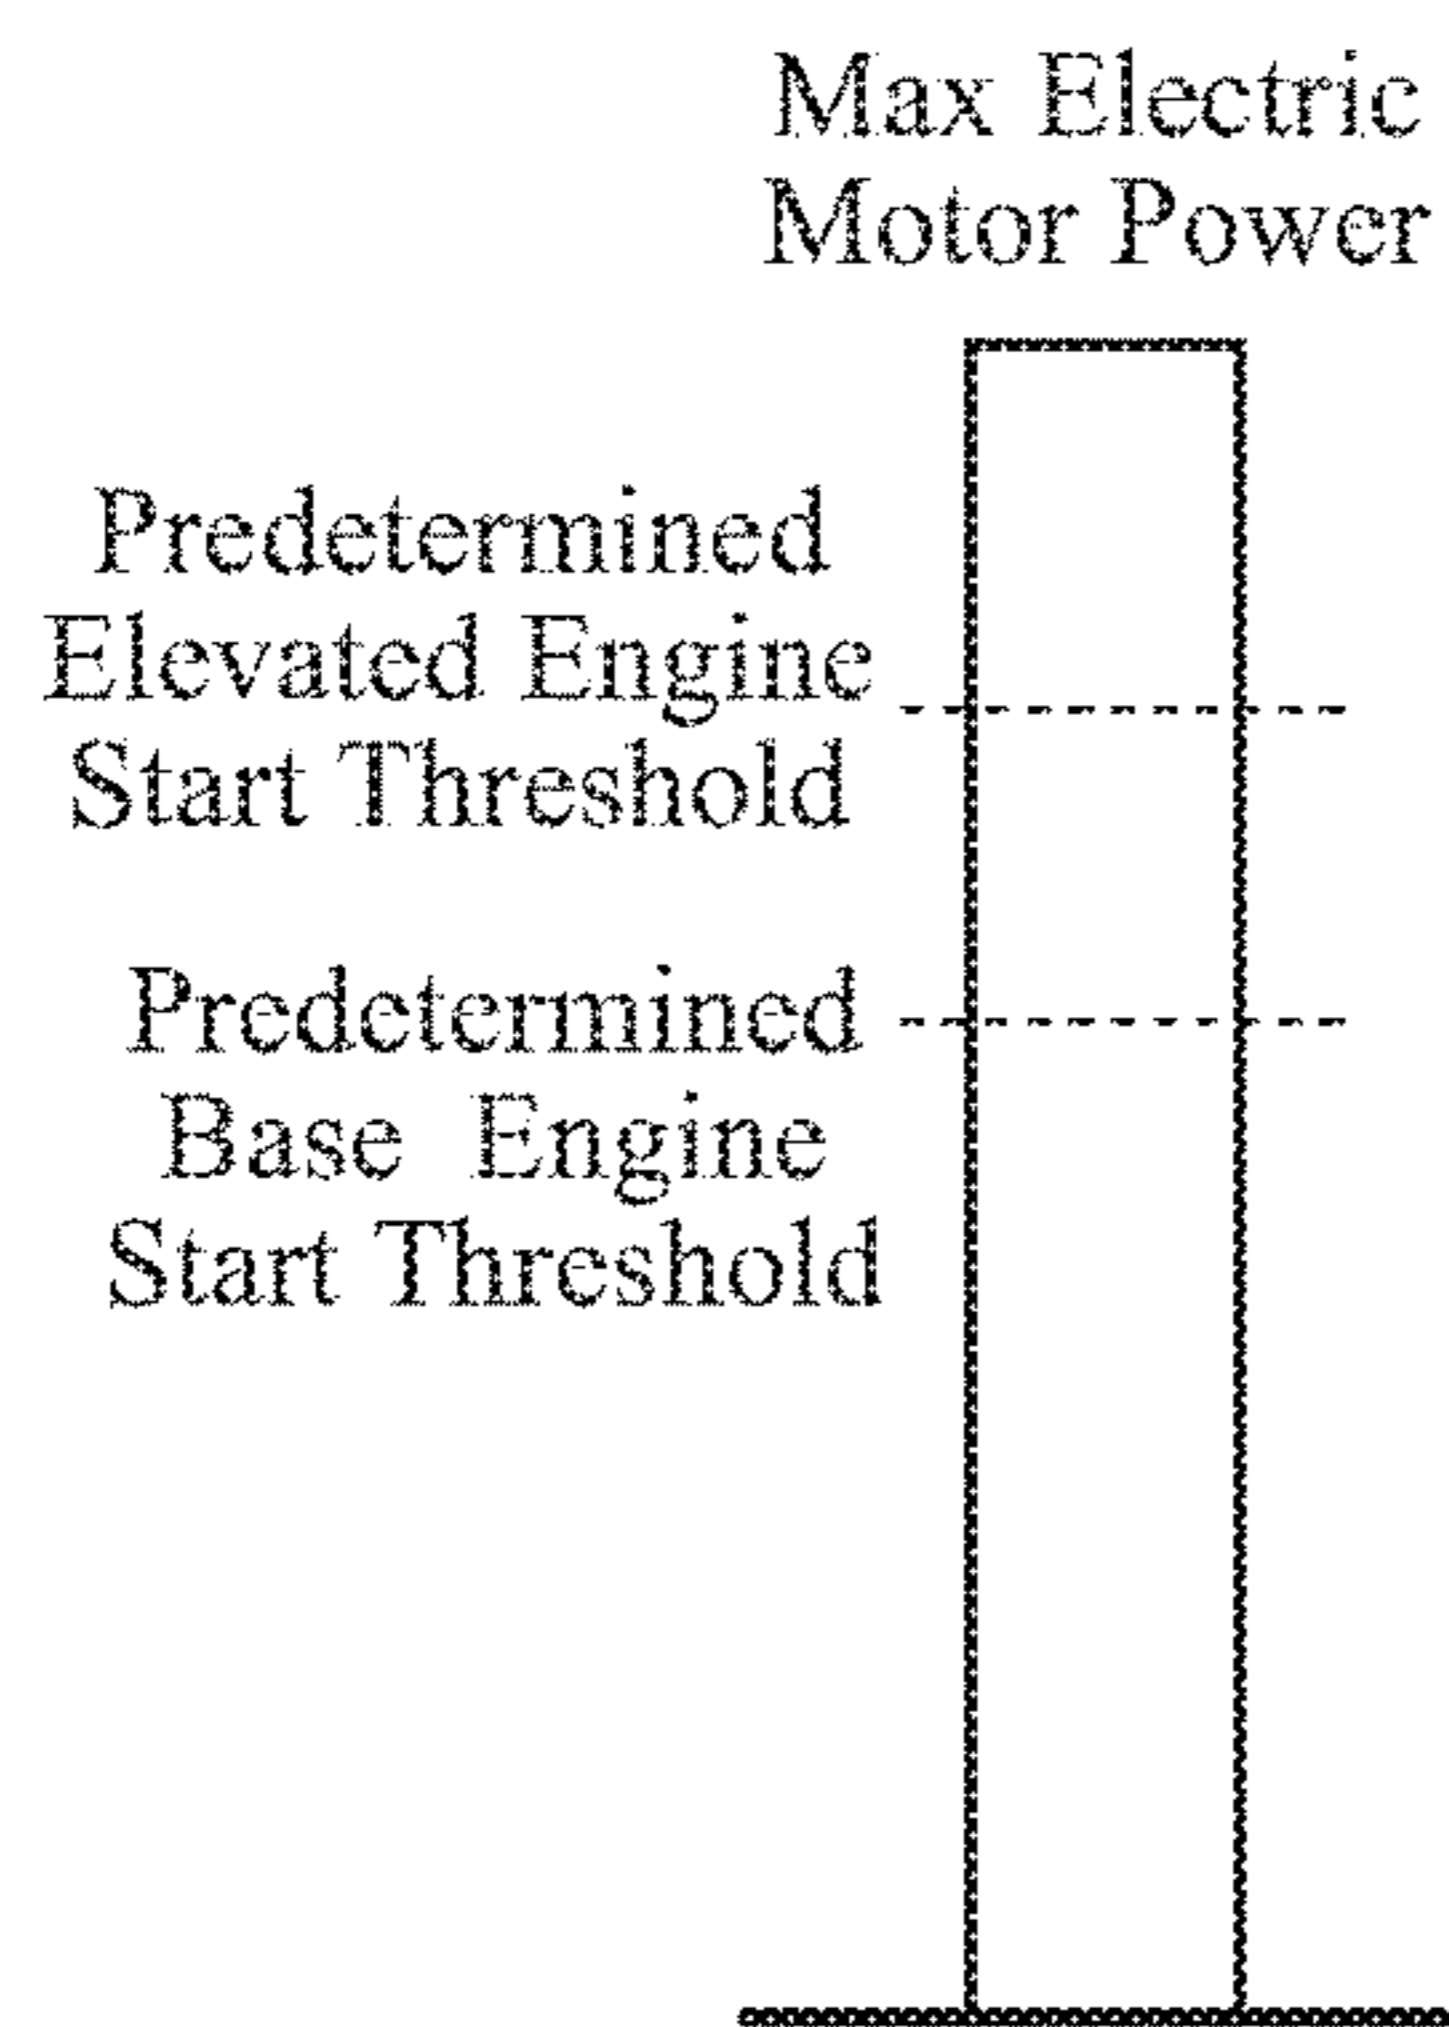 Max Electric
Motor Power
Predetermined
Elevated Engine
Start Threshold
Predetermined
Base Engine
Start Threshold